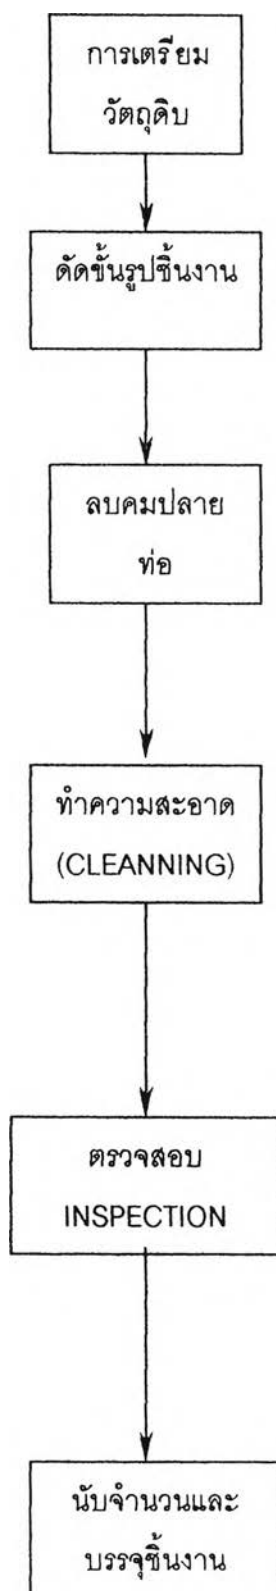 การเตรียม
วัตถุดิบ
ดัดขั้นรูปชิ้นงาน
ลบคมปลาย
ท่อ
ทำความสะอาด
(CLEANNING)
ตรวจสอบ
INSPECTION
นับจำนวนและ
บรรจุชิ้นงาน